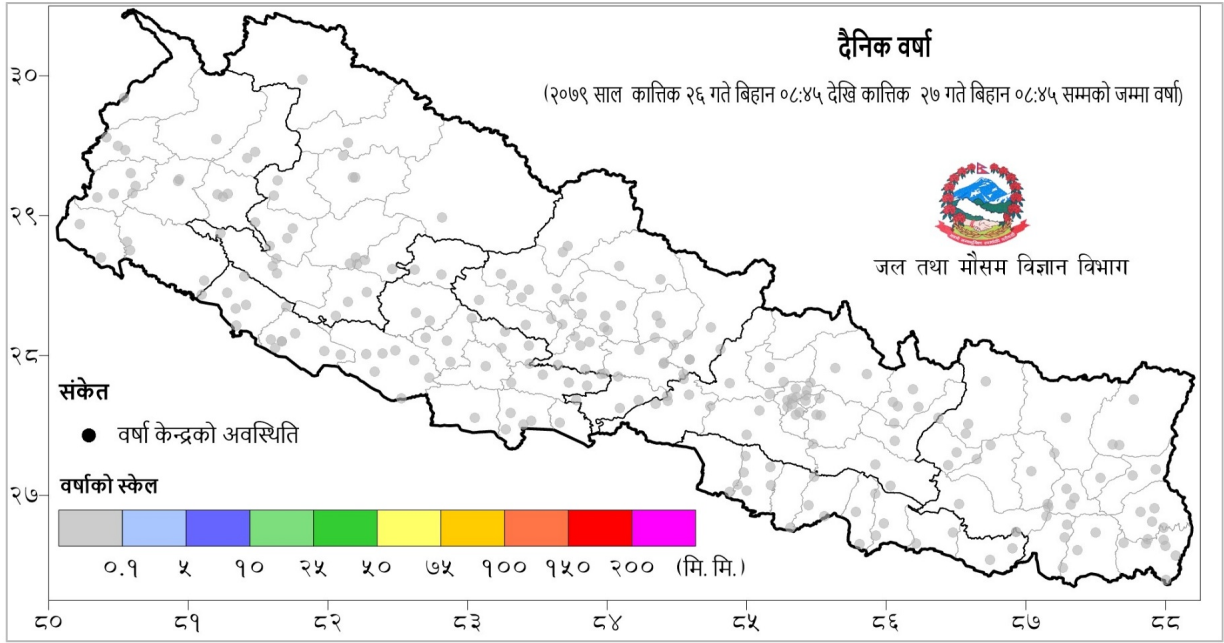 दैनिक वर्षा
(२०७९ साल कात्तिक २६ गते बिहान ०८:४५ देखि कात्तिक २७ गते बिहान ०८:४५ सम्मको जम्मा वर्षा)
जल तथा मौसम विज्ञान विभाग
३०
२९
२८
२७
संकेत
वर्षा केन्द्रको अवस्थिति
वर्षाको स्केल
०.१ ५ १० २५ ५० ७५ १०० १५० २०० (मि. मि.)
८० ८१ ८२ ८३ ८४ ८५ ८६ ८७ ८८